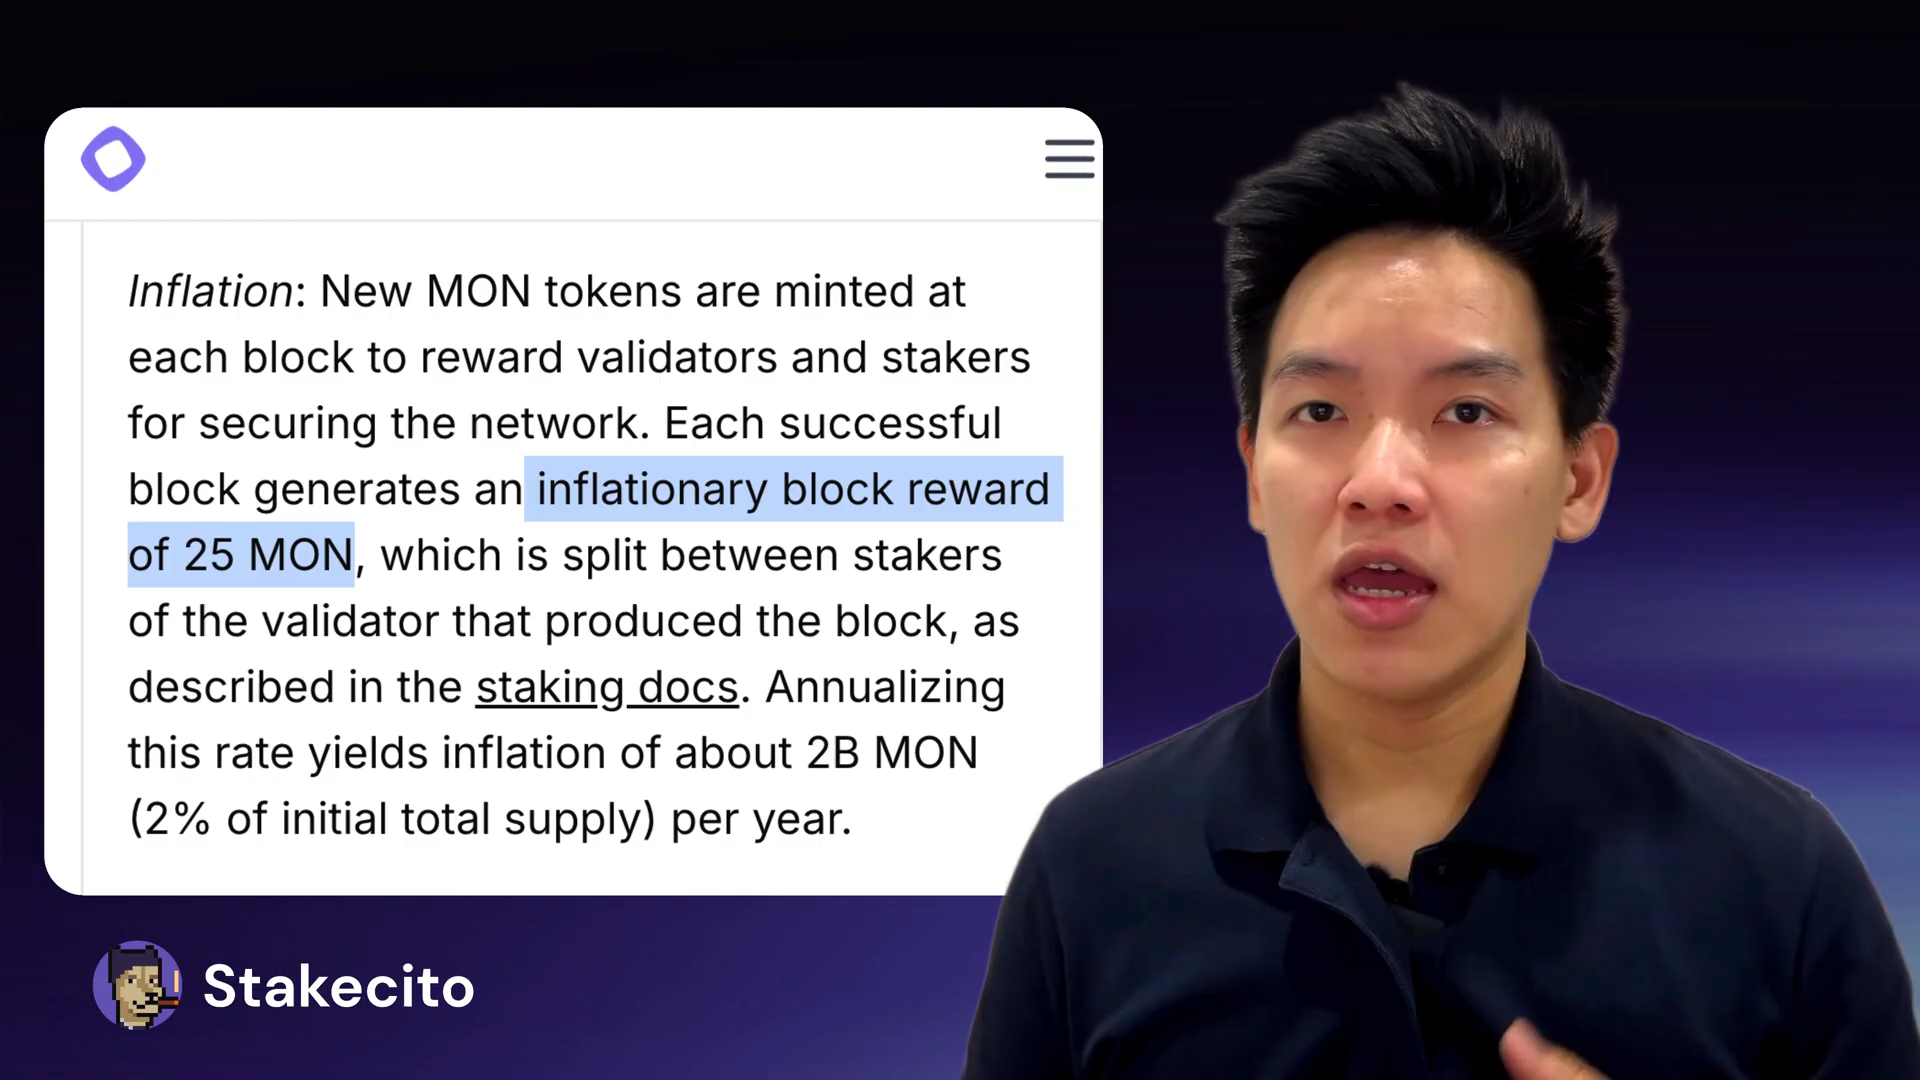 Inflation: New MON tokens are minted at
each block to reward validators and stakers
for securing the network. Each successful
block generates an inflationary block reward
of 25 MON, which is split between stakers
of the validator that produced the block, as
described in the staking docs. Annualizing
this rate yields inflation of about 2B MON
(2% of initial total supply) per year.
Stakecito